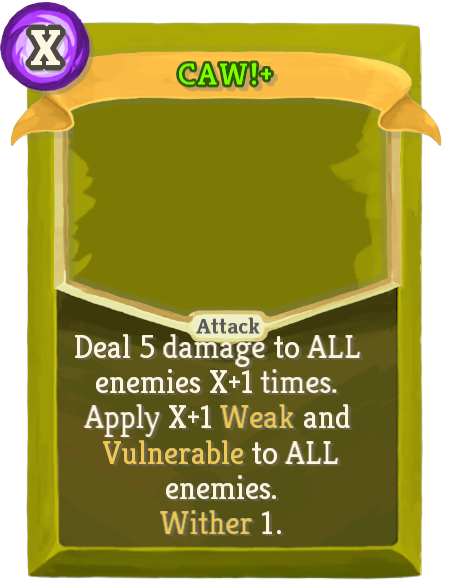 X
CAW!+
Attack
Deal 5 damage to ALL
enemies X+1 times.
Apply X+1 Weak and
Vulnerable to ALL
enemies.
Wither 1.